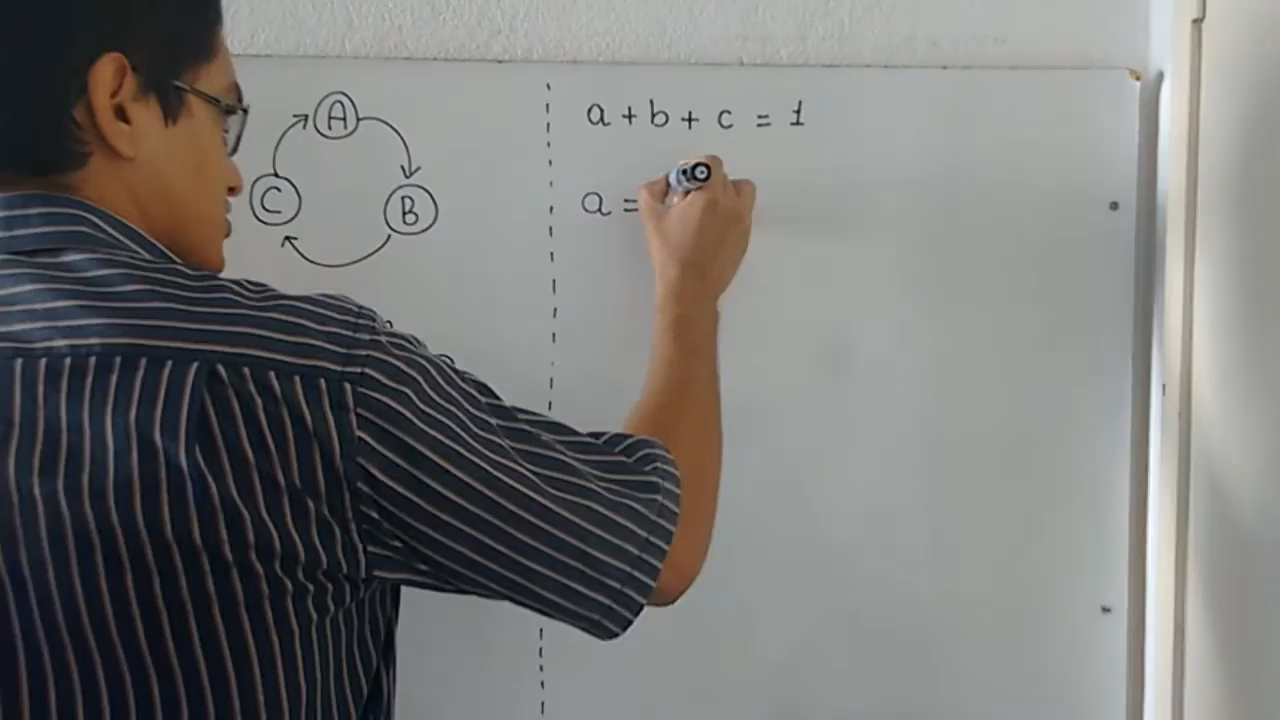 A
B
C
a + b + c = 1
a =